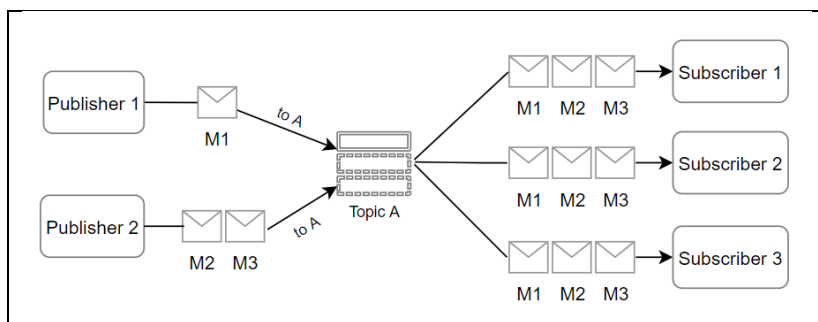 Publisher 1
M1
to A
Publisher 2
M2 M3
to A
Topic A
M1 M2 M3
Subscriber 1
M1 M2 M3
Subscriber 2
M1 M2 M3
Subscriber 3